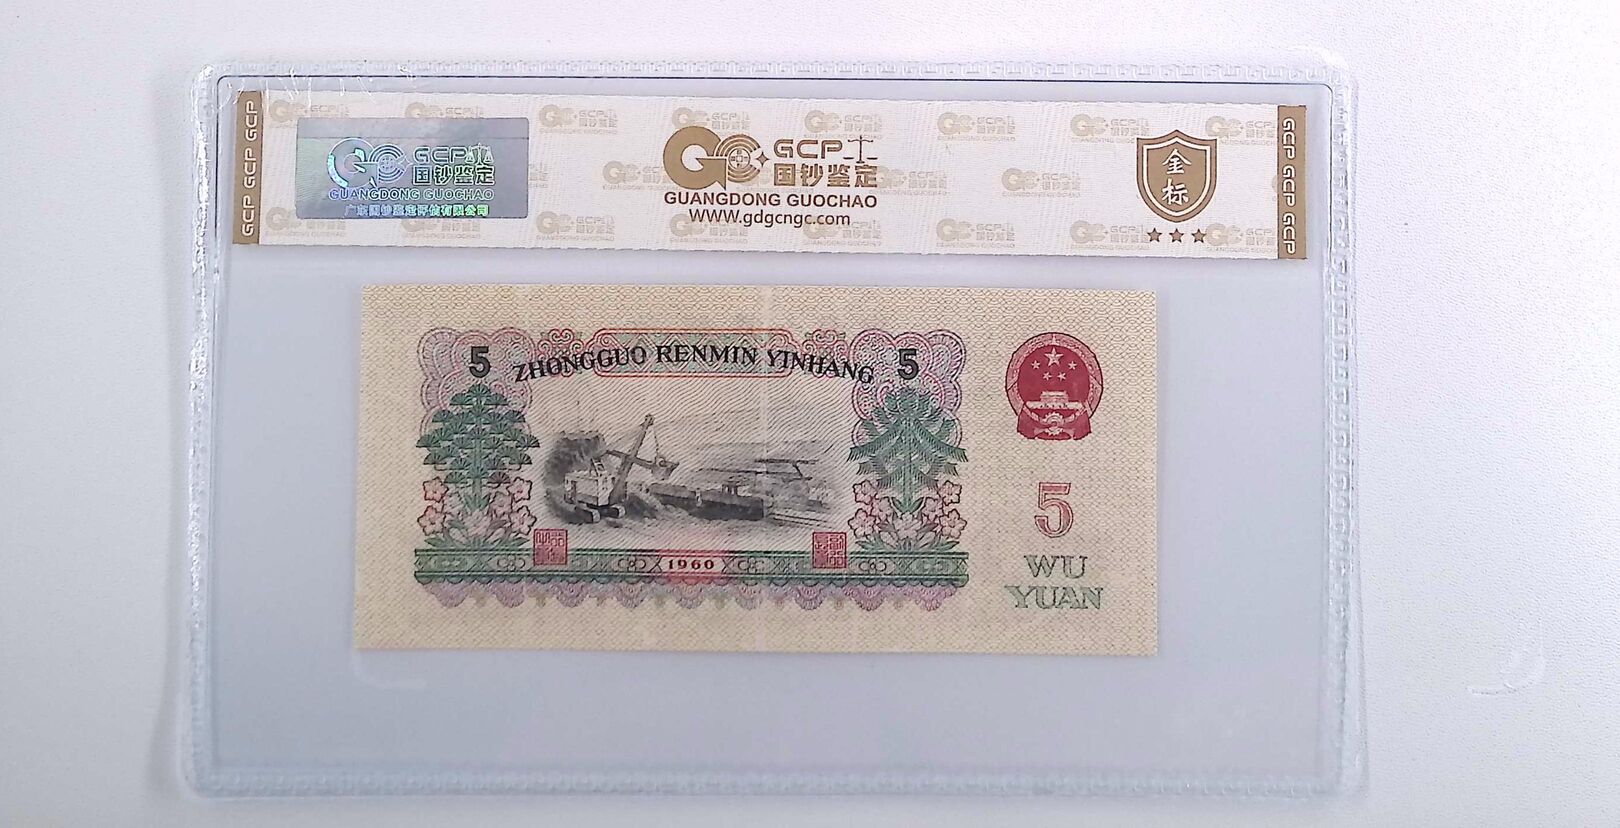 GCP GCP GCP
GCP
国钞鉴定
GUANGDONG GUOCHAO
广东国钞鉴定评估有限公司
GCP
国钞鉴定
GUANGDONG GUOCHAO
WWW.gdgcngc.com
金
标
GCP GCP GCP
5 ZHONGGUO RENMIN YINHANG 5
1960
5
WU
YUAN